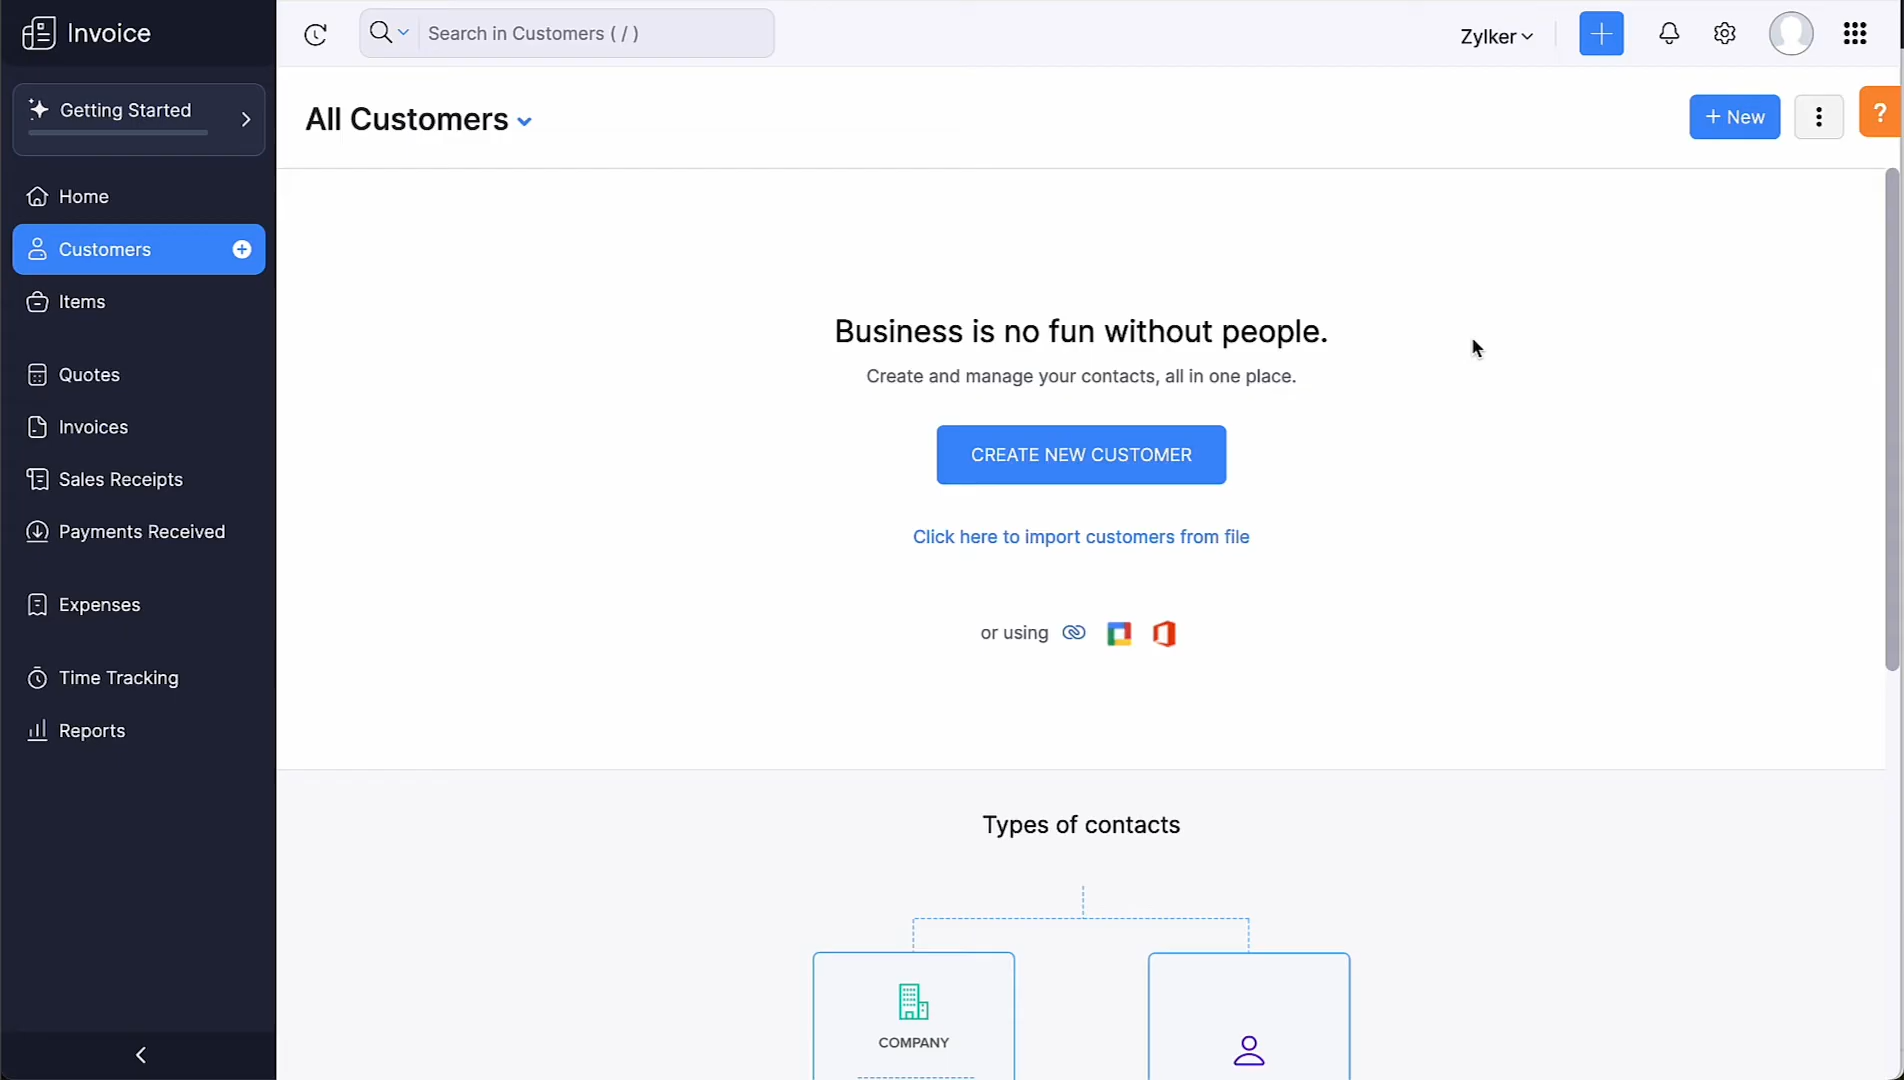 Invoice
Search in Customers ( / )
Zylker
Getting Started
All Customers
+ New
?
Home
Customers
Items
Quotes
Invoices
Sales Receipts
Payments Received
Expenses
Time Tracking
Reports
Business is no fun without people.
Create and manage your contacts, all in one place.
CREATE NEW CUSTOMER
Click here to import customers from file
or using
Types of contacts
COMPANY